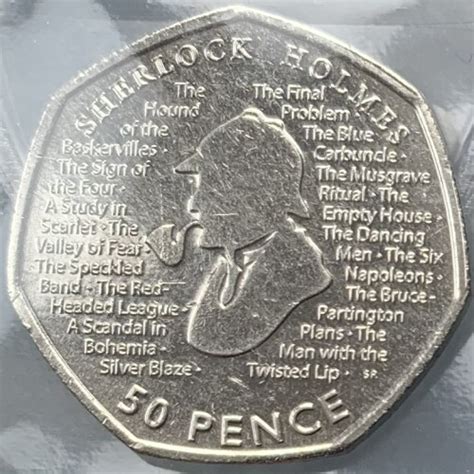 SHERLOCK HOLMES
The
Hound
of the
Baskervilles ·
The Sign of
the Four ·
A Study in
Scarlet · The
Valley of Fear ·
The Speckled
Band · The Red-
Headed League ·
A Scandal in
Bohemia ·
Silver Blaze ·
The Final
Problem ·
The Blue
Carbuncle ·
The Musgrave
Ritual · The
Empty House ·
The Dancing
Men · The Six
Napoleons ·
The Bruce-
Partington
Plans · The
Man with the
Twisted Lip · SR
50 PENCE